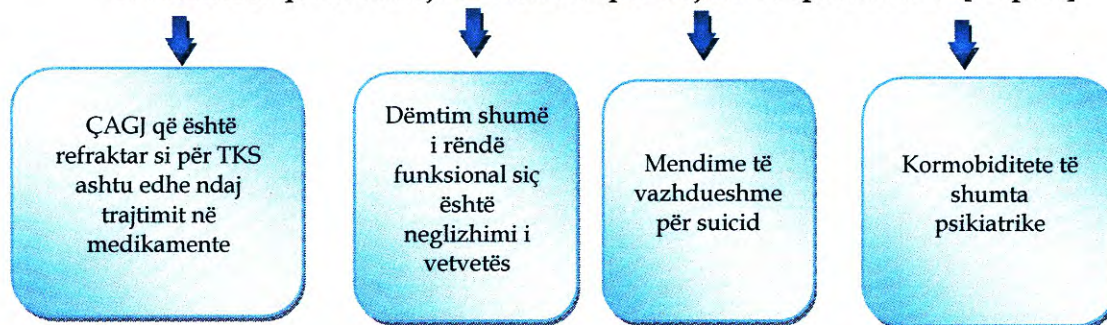 ÇAGJ që është
refraktar si për TKS
ashtu edhe ndaj
trajtimit në
medikamente
Dëmtim shumë
i rëndë
funksional siç
është
neglizhimi i
vetvetës
Mendime të
vazhdueshme
për suicid
Kormobiditete të
shumta
psikiatrike